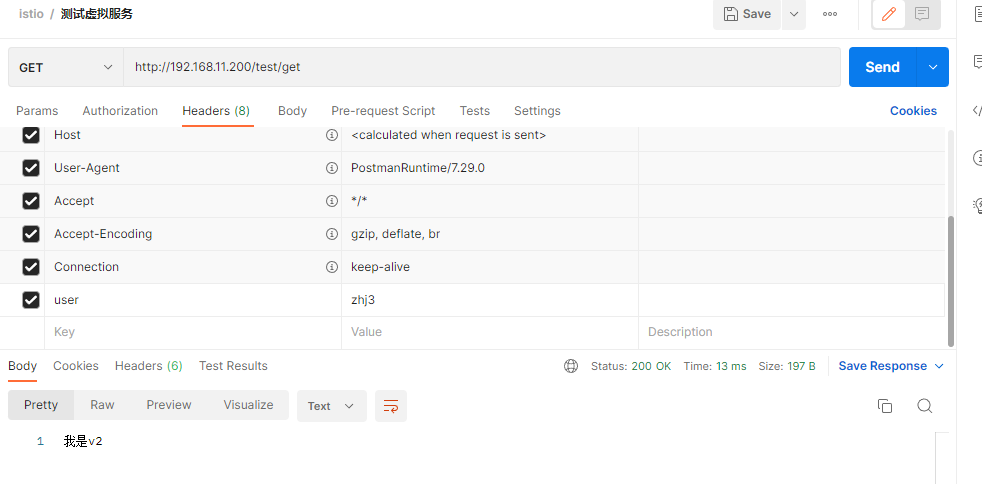 istio / 测试虚拟服务
Save
GET http://192.168.11.200/test/get Send
Params Authorization Headers (8) Body Pre-request Script Tests Settings Cookies
Host <calculated when request is sent>
User-Agent PostmanRuntime/7.29.0
Accept */*
Accept-Encoding gzip, deflate, br
Connection keep-alive
user zhj3
Key Value Description
Body Cookies Headers (6) Test Results Status: 200 OK Time: 13 ms Size: 197 B Save Response
Pretty Raw Preview Visualize Text
1 我是v2